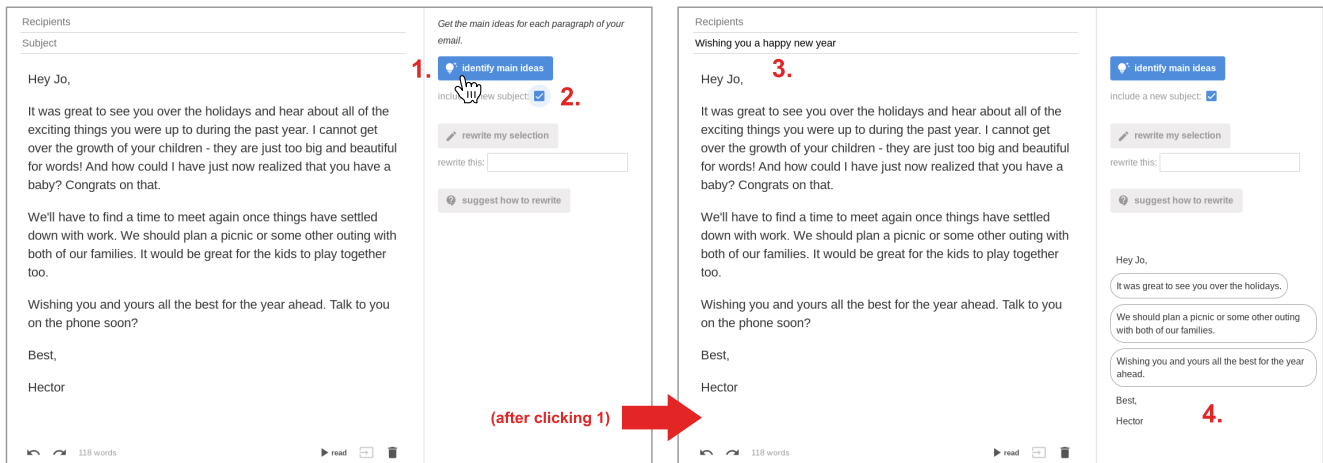 Recipients
Subject
Hey Jo,
It was great to see you over the holidays and hear about all of the
exciting things you were up to during the past year. I cannot get
over the growth of your children - they are just too big and beautiful
for words! And how could I have just now realized that you have a
baby? Congrats on that.
We'll have to find a time to meet again once things have settled
down with work. We should plan a picnic or some other outing with
both of our families. It would be great for the kids to play together
too.
Wishing you and yours all the best for the year ahead. Talk to you
on the phone soon?
Best,
Hector
118 words
read
Get the main ideas for each paragraph of your
email.
1.
identify main ideas
new subject:
2.
rewrite my selection
rewrite this:
suggest how to rewrite
(after clicking 1)
Recipients
Wishing you a happy new year
3.
Hey Jo,
It was great to see you over the holidays and hear about all of the
exciting things you were up to during the past year. I cannot get
over the growth of your children - they are just too big and beautiful
for words! And how could I have just now realized that you have a
baby? Congrats on that.
We'll have to find a time to meet again once things have settled
down with work. We should plan a picnic or some other outing with
both of our families. It would be great for the kids to play together
too.
Wishing you and yours all the best for the year ahead. Talk to you
on the phone soon?
Best,
Hector
118 words
read
identify main ideas
include a new subject:
rewrite my selection
rewrite this:
suggest how to rewrite
Hey Jo,
It was great to see you over the holidays.
We should plan a picnic or some other outing
with both of our families.
Wishing you and yours all the best for the year
ahead.
Best,
Hector
4.